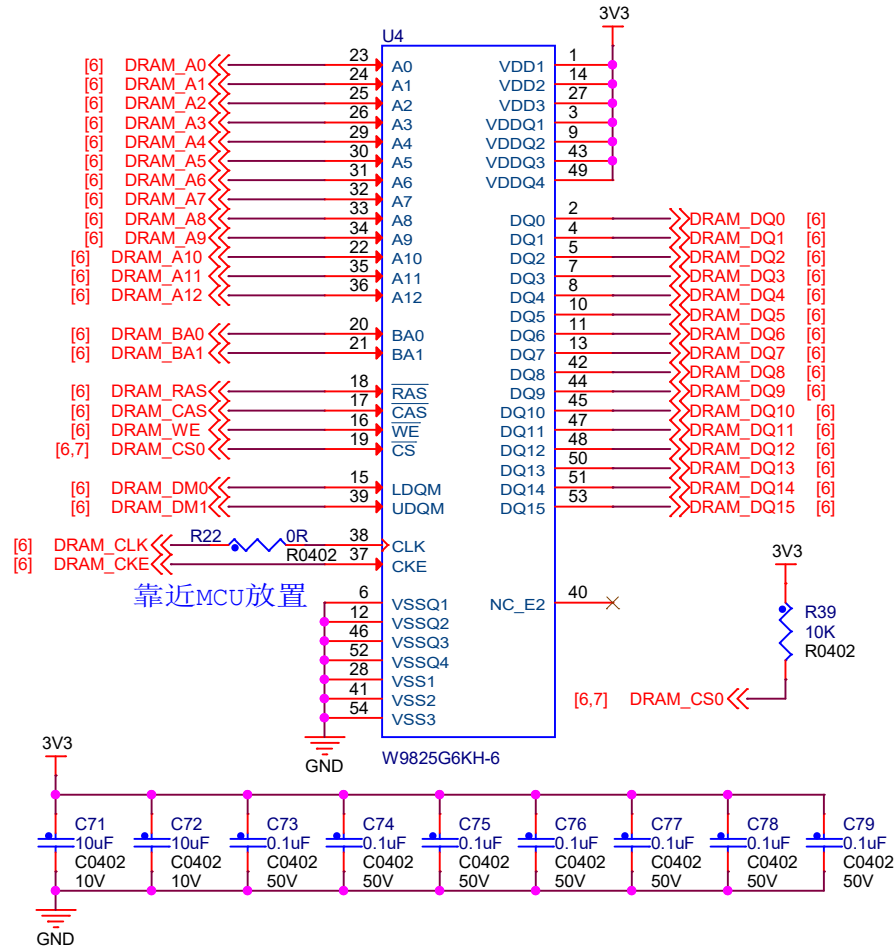 3V3
U4
[6] DRAM_A0 23 A0 VDD1 1
[6] DRAM_A1 24 A1 VDD2 14
[6] DRAM_A2 25 A2 VDD3 27
[6] DRAM_A3 26 A3 VDDQ1 3
[6] DRAM_A4 29 A4 VDDQ2 9
[6] DRAM_A5 30 A5 VDDQ3 43
[6] DRAM_A6 31 A6 VDDQ4 49
[6] DRAM_A7 32 A7
[6] DRAM_A8 33 A8 DQ0 2 DRAM_DQ0 [6]
[6] DRAM_A9 34 A9 DQ1 4 DRAM_DQ1 [6]
[6] DRAM_A10 22 A10 DQ2 5 DRAM_DQ2 [6]
[6] DRAM_A11 35 A11 DQ3 7 DRAM_DQ3 [6]
[6] DRAM_A12 36 A12 DQ4 8 DRAM_DQ4 [6]
DQ5 10 DRAM_DQ5 [6]
[6] DRAM_BA0 20 BA0 DQ6 11 DRAM_DQ6 [6]
[6] DRAM_BA1 21 BA1 DQ7 13 DRAM_DQ7 [6]
DQ8 42 DRAM_DQ8 [6]
[6] DRAM_RAS 18 RAS DQ9 44 DRAM_DQ9 [6]
[6] DRAM_CAS 17 CAS DQ10 45 DRAM_DQ10 [6]
[6] DRAM_WE 16 WE DQ11 47 DRAM_DQ11 [6]
[6,7] DRAM_CS0 19 CS DQ12 48 DRAM_DQ12 [6]
DQ13 50 DRAM_DQ13 [6]
[6] DRAM_DM0 15 LDQM DQ14 51 DRAM_DQ14 [6]
[6] DRAM_DM1 39 UDQM DQ15 53 DRAM_DQ15 [6]
[6] DRAM_CLK R22 0R R0402 38 CLK
[6] DRAM_CKE 37 CKE
靠近MCU放置
6 VSSQ1 NC_E2 40
12 VSSQ2
46 VSSQ3
52 VSSQ4
28 VSS1
41 VSS2
54 VSS3
GND
W9825G6KH-6
3V3
R39
10K
R0402
[6,7] DRAM_CS0
3V3
C71 C72 C73 C74 C75 C76 C77 C78 C79
10uF 10uF 0.1uF 0.1uF 0.1uF 0.1uF 0.1uF 0.1uF 0.1uF
C0402 C0402 C0402 C0402 C0402 C0402 C0402 C0402 C0402
10V 10V 50V 50V 50V 50V 50V 50V 50V
GND